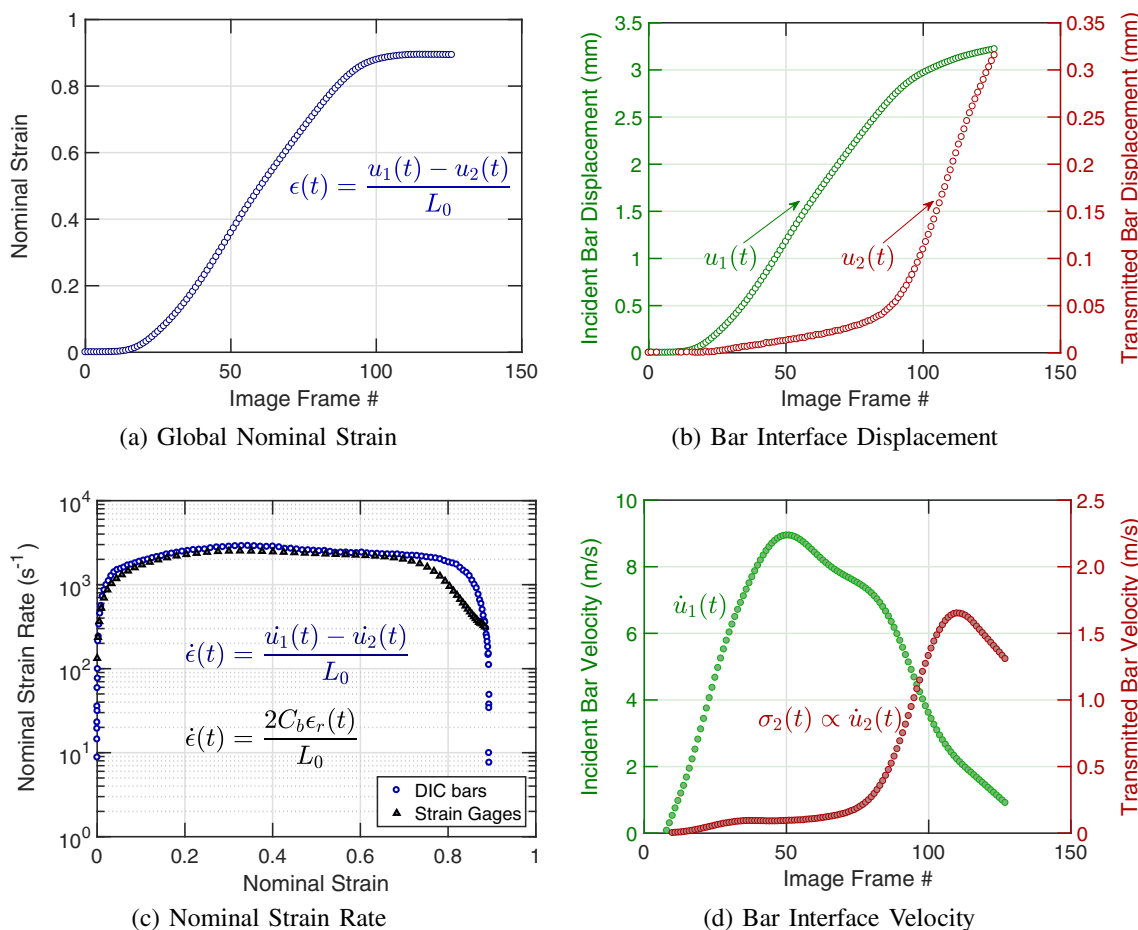 1
0.8
0.6
0.4
0.2
0
0 50 100 150
Nominal Strain
Image Frame #
ϵ(t) = (u₁(t) − u₂(t)) / L₀
(a) Global Nominal Strain
3.5
3
2.5
2
1.5
1
0.5
0
0.35
0.3
0.25
0.2
0.15
0.1
0.05
0
0 50 100 150
Incident Bar Displacement (mm)
Transmitted Bar Displacement (mm)
Image Frame #
u₁(t)
u₂(t)
(b) Bar Interface Displacement
10⁴
10³
10²
10¹
10⁰
0 0.2 0.4 0.6 0.8 1
Nominal Strain Rate (s⁻¹)
Nominal Strain
ϵ̇(t) = (u̇₁(t) − u̇₂(t)) / L₀
ϵ̇(t) = 2C_bϵ_r(t) / L₀
DIC bars
Strain Gages
(c) Nominal Strain Rate
10
8
6
4
2
0
2.5
2.0
1.5
1.0
0.5
0
0 50 100 150
Incident Bar Velocity (m/s)
Transmitted Bar Velocity (m/s)
Image Frame #
u̇₁(t)
σ₂(t) ∝ u̇₂(t)
(d) Bar Interface Velocity